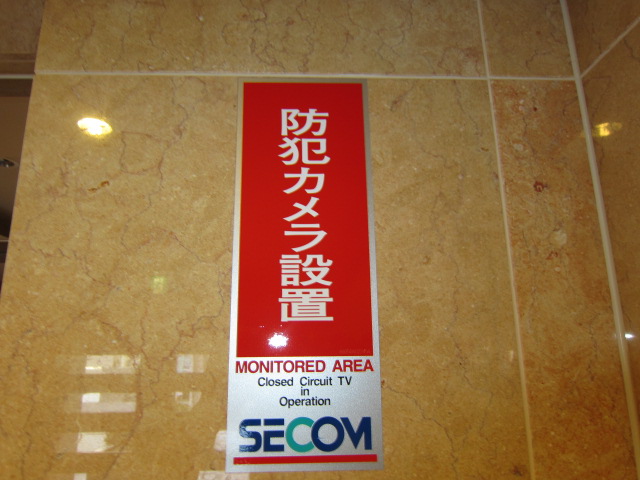 防犯カメラ設置
MONITORED AREA
Closed Circuit TV
in
Operation
SECOM